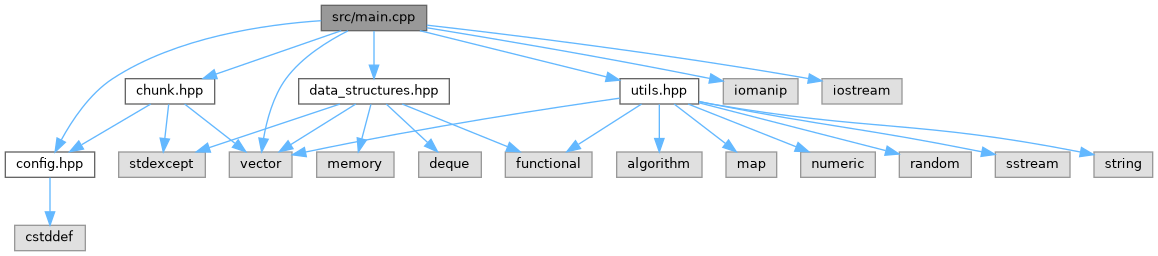 src/main.cpp
chunk.hpp
data_structures.hpp
utils.hpp
iomanip
iostream
config.hpp
stdexcept
vector
memory
deque
functional
algorithm
map
numeric
random
sstream
string
cstddef